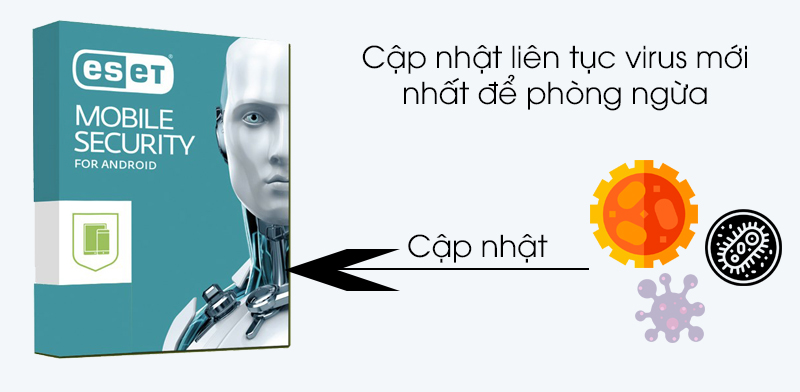 eseT
MOBILE
SECURITY
FOR ANDROID
Cập nhật liên tục virus mới
nhất để phòng ngừa
Cập nhật